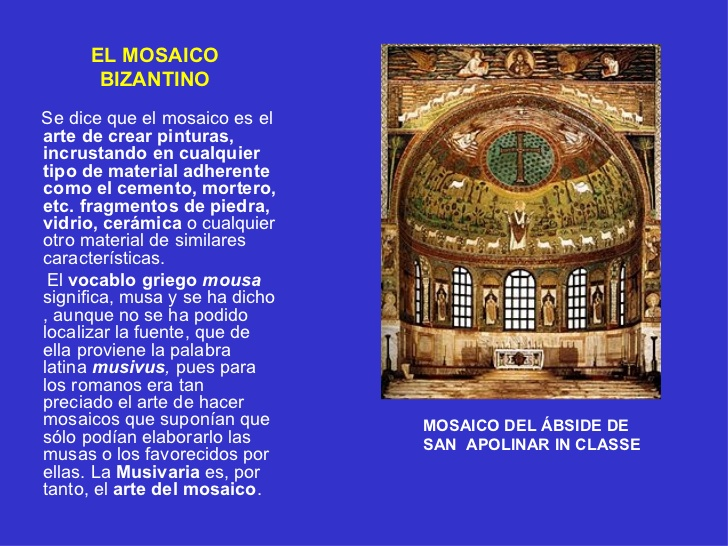 EL MOSAICO
BIZANTINO
Se dice que el mosaico es el
arte de crear pinturas,
incrustando en cualquier
tipo de material adherente
como el cemento, mortero,
etc. fragmentos de piedra,
vidrio, cerámica o cualquier
otro material de similares
características.
El vocablo griego mousa
significa, musa y se ha dicho
, aunque no se ha podido
localizar la fuente, que de
ella proviene la palabra
latina musivus, pues para
los romanos era tan
preciado el arte de hacer
mosaicos que suponían que
sólo podían elaborarlo las
musas o los favorecidos por
ellas. La Musivaria es, por
tanto, el arte del mosaico.
MOSAICO DEL ÁBSIDE DE
SAN APOLINAR IN CLASSE